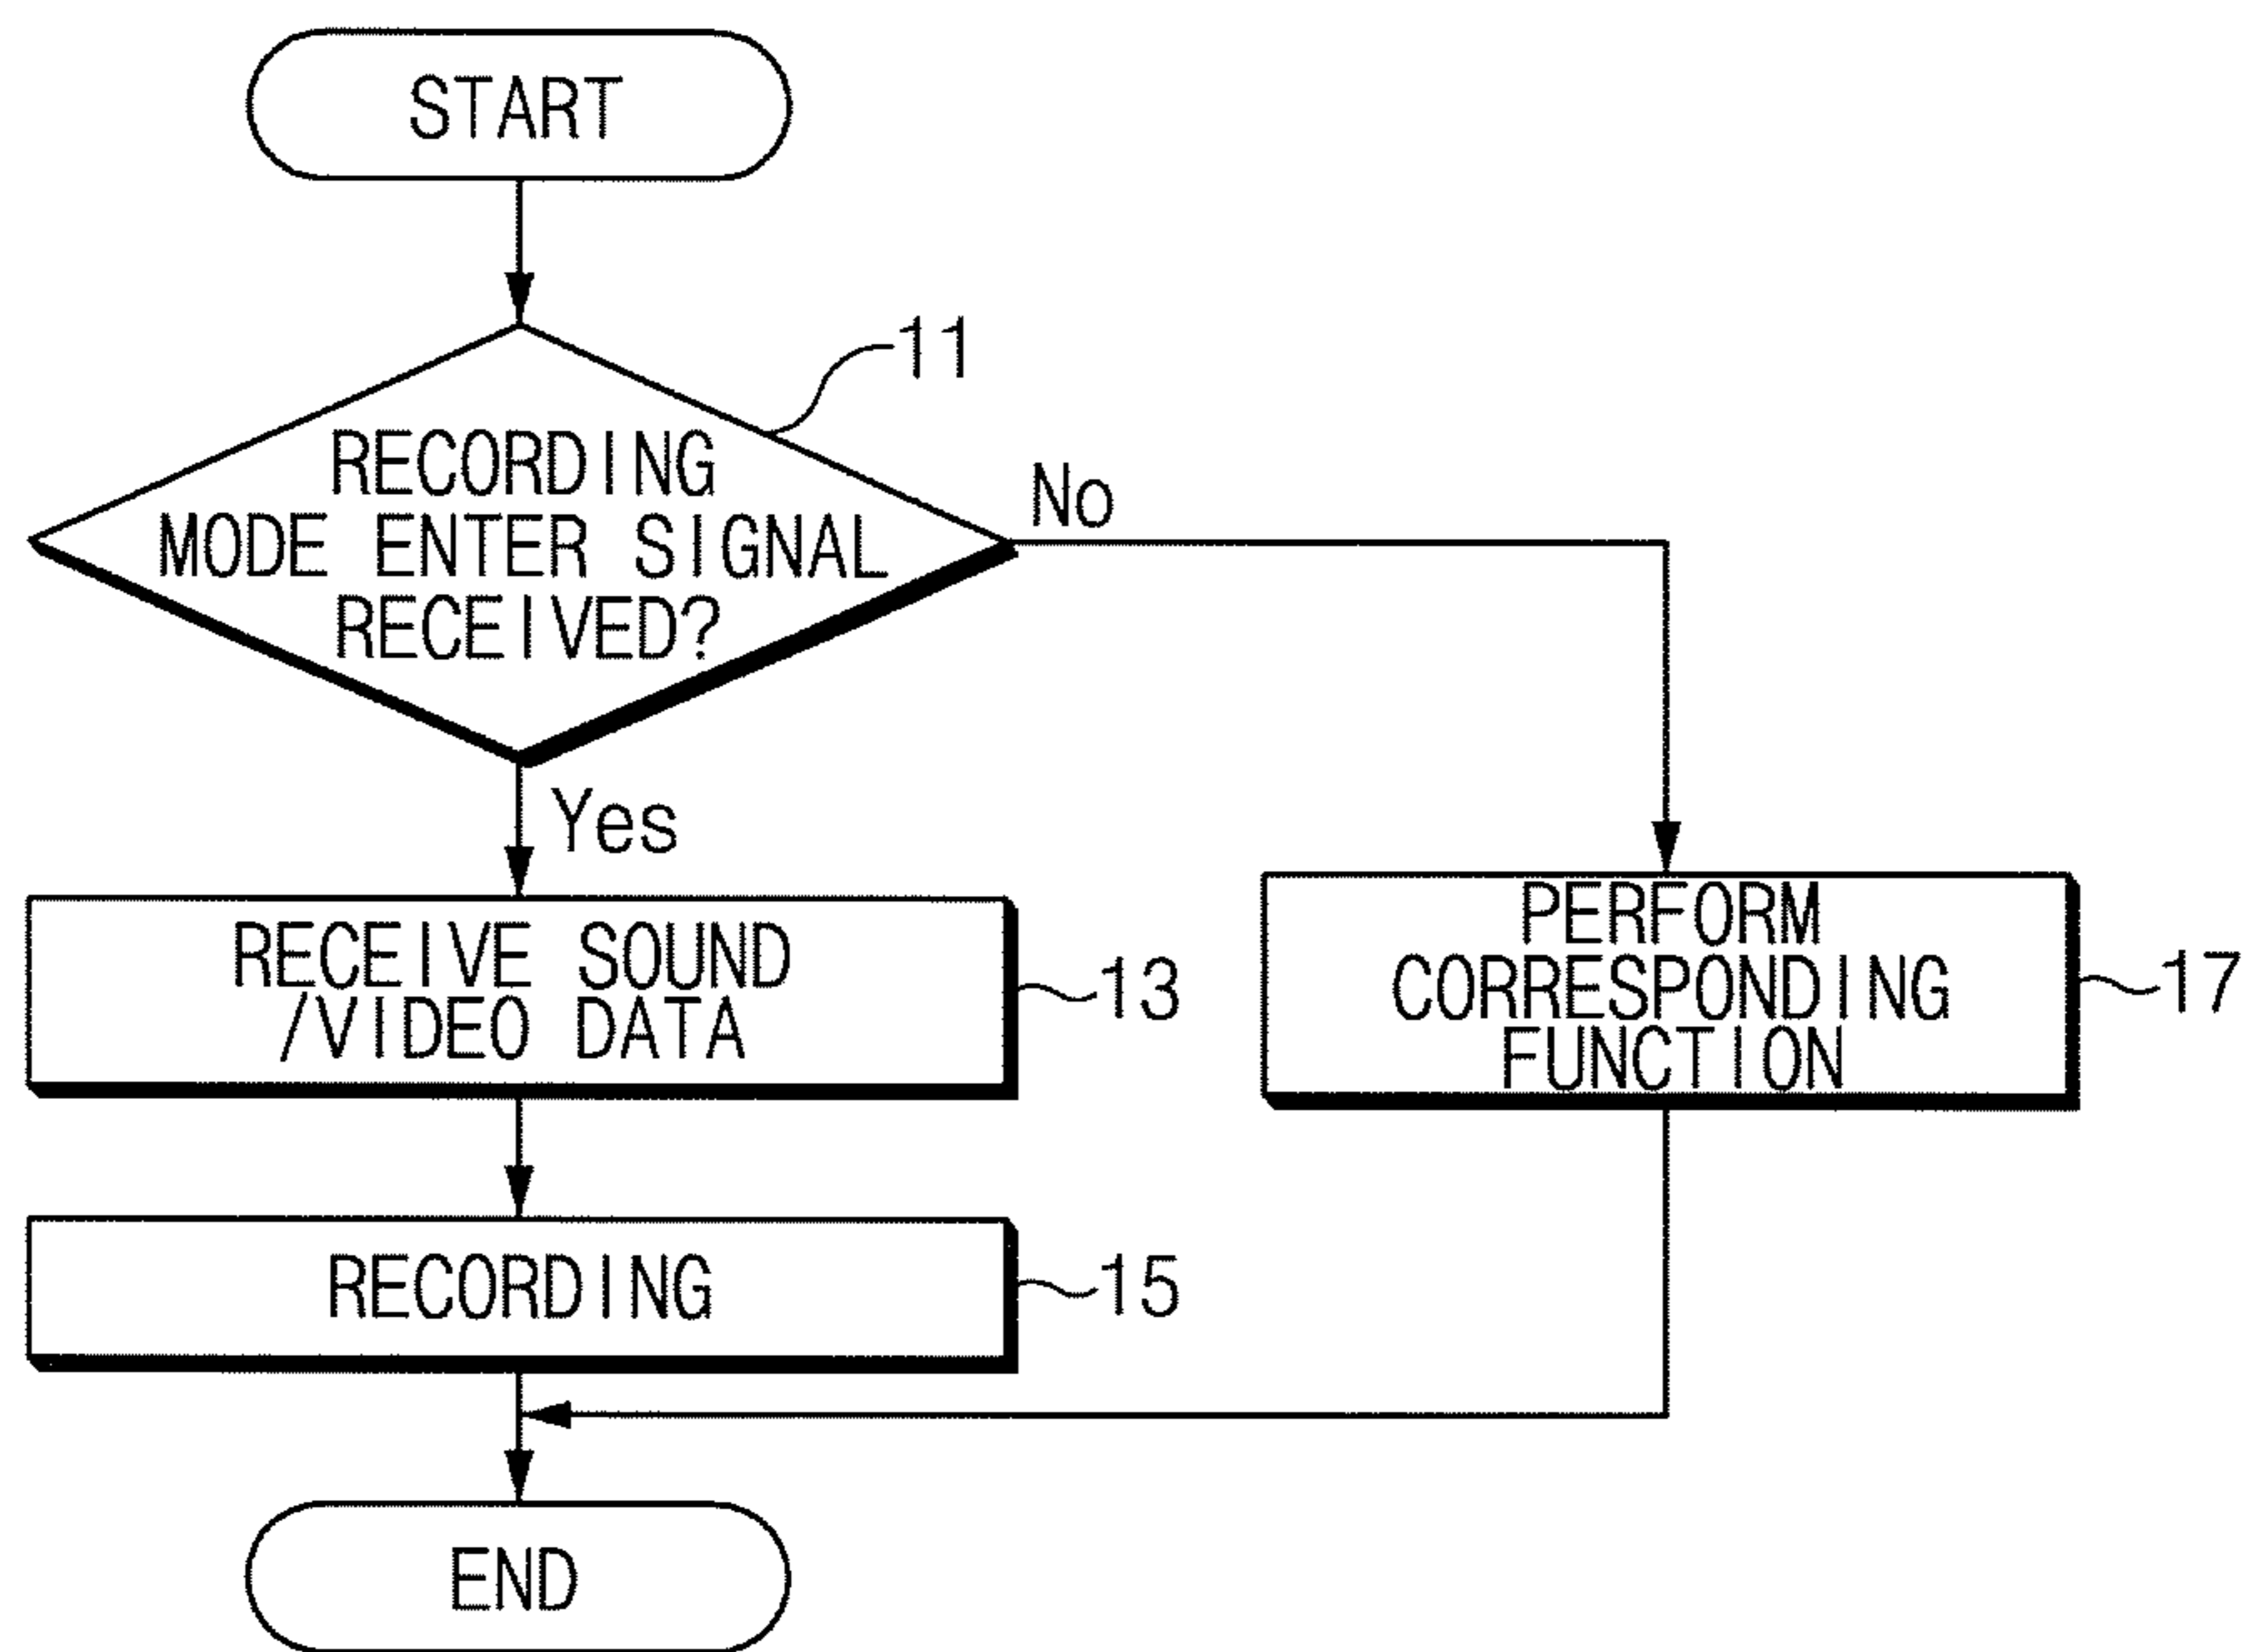 START
11
RECORDING
MODE ENTER SIGNAL
RECEIVED?
No
Yes
RECEIVE SOUND
/VIDEO DATA
13
PERFORM
CORRESPONDING
FUNCTION
17
RECORDING
15
END